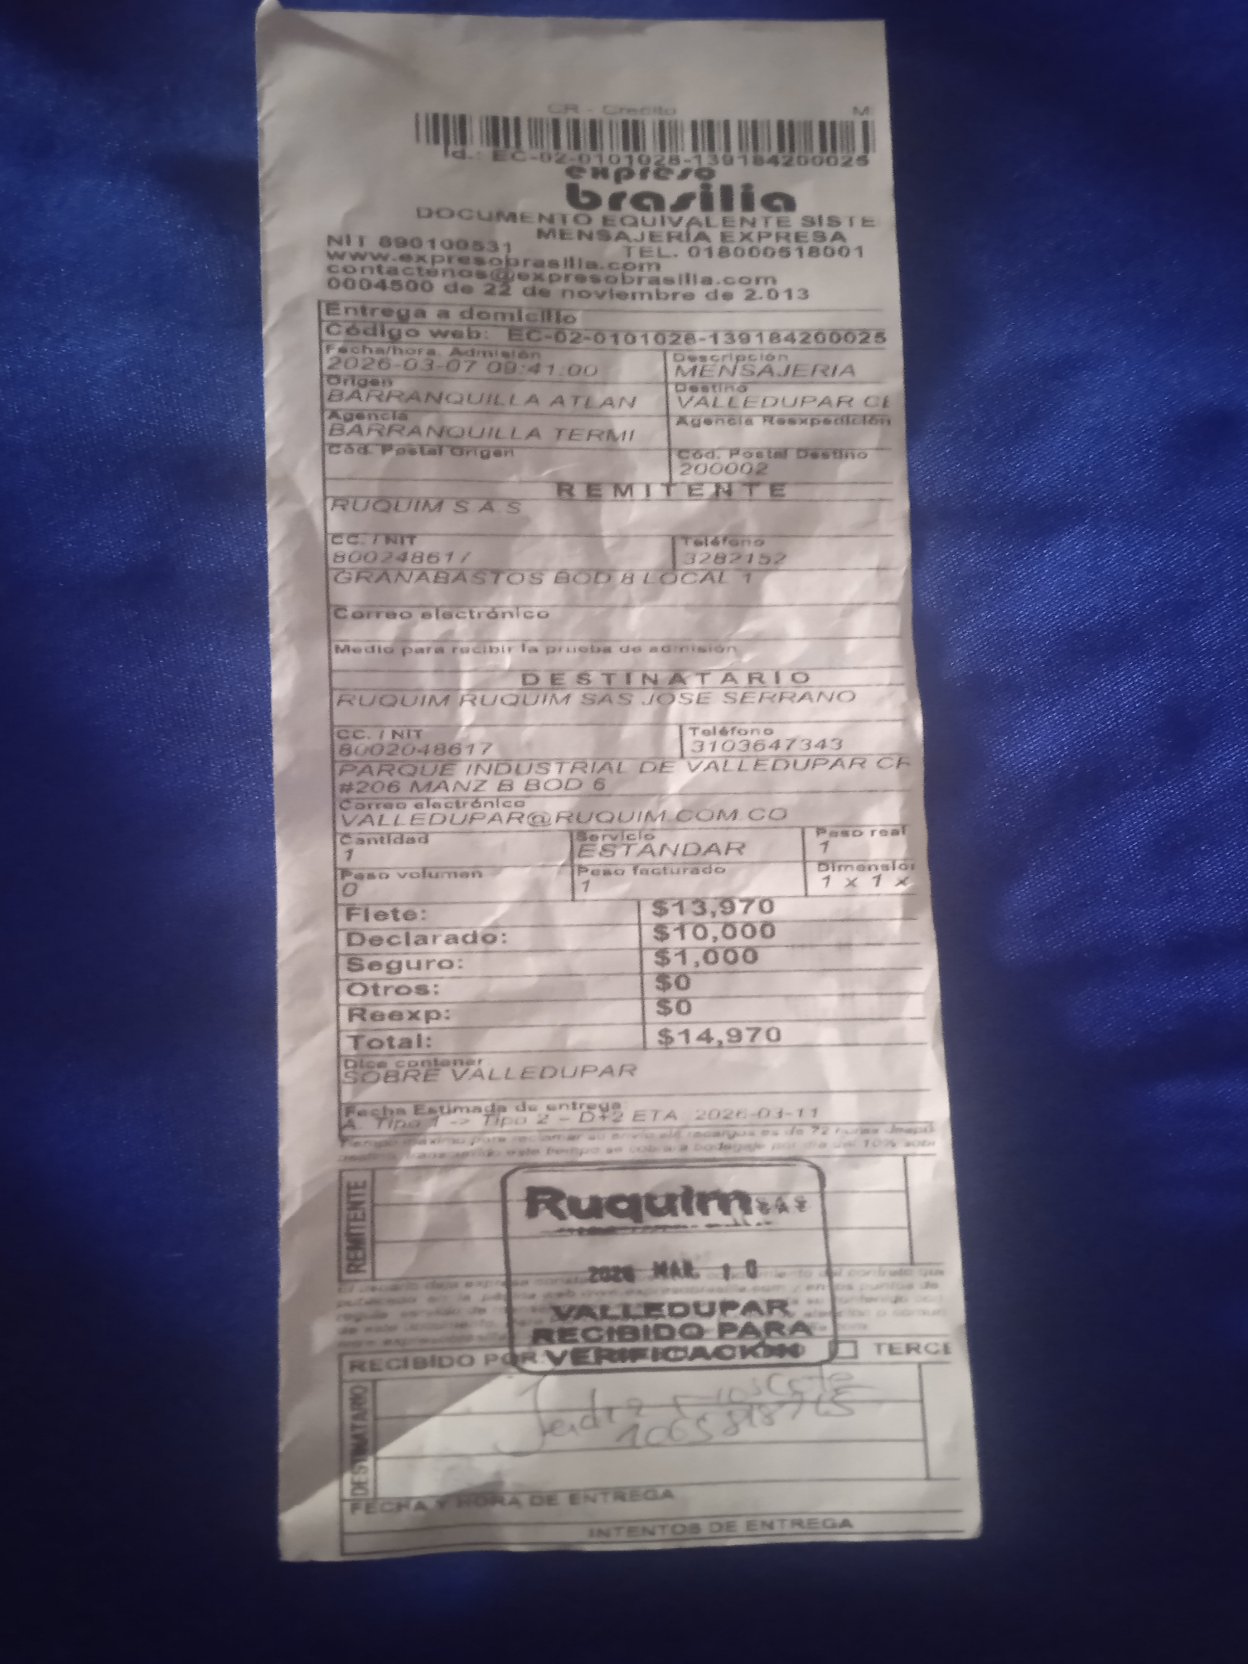 CR - Credito M:
Id.: EC-02-0101028-139184200025
expreso
brasilia
DOCUMENTO EQUIVALENTE SISTE
MENSAJERIA EXPRESA
NIT 890100531 TEL. 018000518001
www.expresobrasilia.com
contactenos@expresobrasilia.com
0004500 de 22 de noviembre de 2.013
Entrega a domicilio
Código web: EC-02-0101028-139184200025
Fecha/hora. Admisión Descripción
2026-03-07 09:41:00 MENSAJERIA
Origen Destino
BARRANQUILLA ATLAN VALLEDUPAR CE
Agencia Agencia Reexpedición
BARRANQUILLA TERMI
Cód. Postal Origen Cód. Postal Destino
200002
REMITENTE
RUQUIM S.A.S
CC. / NIT Teléfono
800248617 3282152
GRANABASTOS BOD 8 LOCAL 1
Correo electrónico
Medio para recibir la prueba de admisión
DESTINATARIO
RUQUIM RUQUIM SAS JOSE SERRANO
CC. / NIT Teléfono
8002048617 3103647343
PARQUE INDUSTRIAL DE VALLEDUPAR CR
#206 MANZ B BOD 6
Correo electrónico
VALLEDUPAR@RUQUIM.COM.CO
Cantidad Servicio Peso real
1 ESTANDAR 1
Peso volumen Peso facturado Dimension
0 1 1 x 1 x
Flete: $13,970
Declarado: $10,000
Seguro: $1,000
Otros: $0
Reexp: $0
Total: $14,970
Dice contener
SOBRE VALLEDUPAR
Fecha Estimada de entrega
A. Tipo 1 -> Tipo 2 - D+2 ETA. 2026-03-11
REMITENTE
Ruquim SAS
2026 MAR. 10
VALLEDUPAR
RECIBIDO PARA
VERIFICACIÓN
RECIBIDO POR TERCE
DESTINATARIO
1065818765
FECHA Y HORA DE ENTREGA
INTENTOS DE ENTREGA